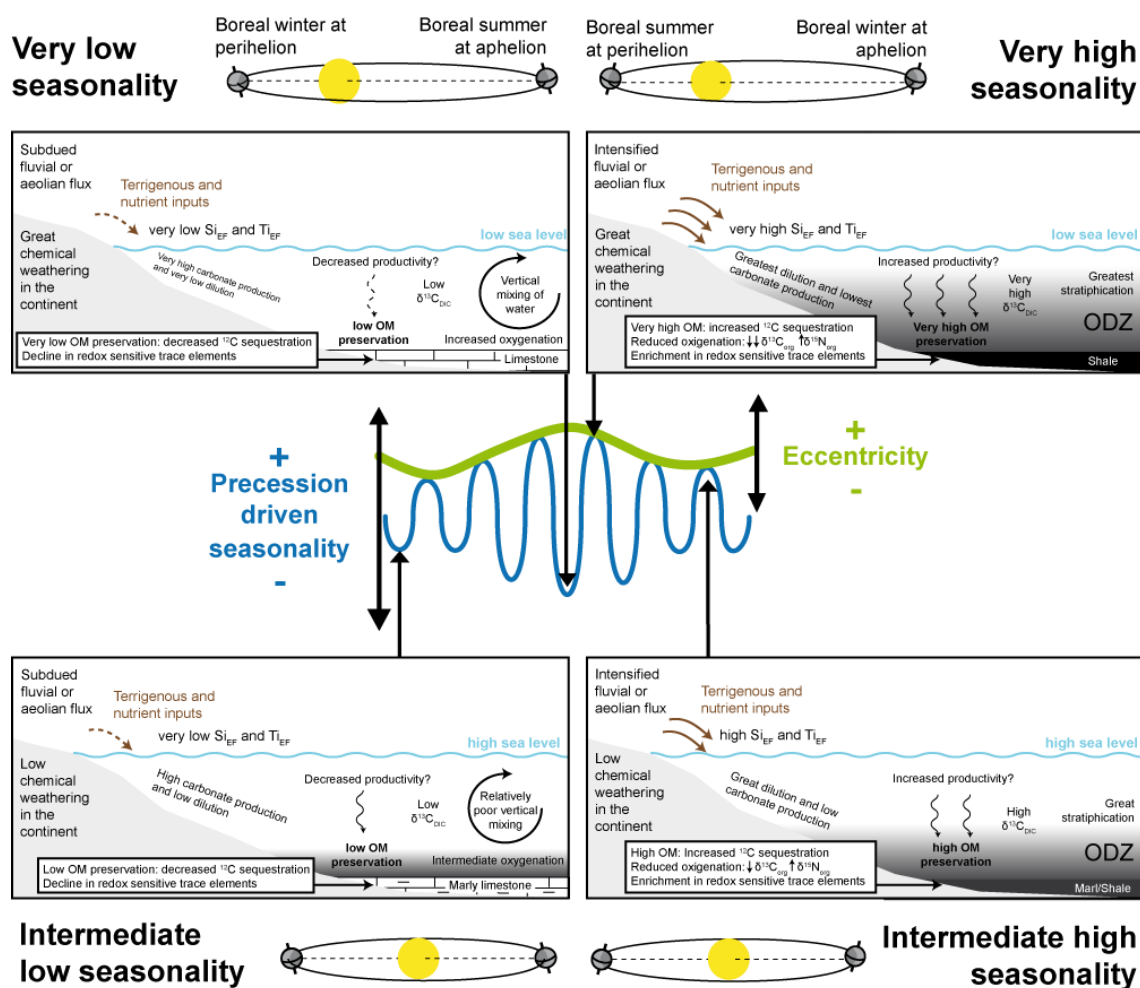 Very low
seasonality
Boreal winter at
perihelion
Boreal summer
at aphelion
Boreal summer
at perihelion
Boreal winter at
aphelion
Very high
seasonality
Subdued
fluvial or
aeolian flux
Terrigenous and
nutrient inputs
very low Si_EF and Ti_EF
low sea level
Great
chemical
weathering
in the
continent
Very high carbonate production
and very low dilution
Decreased productivity?
Low
δ¹³C_DIC
Vertical
mixing of
water
low OM
preservation
Increased oxygenation
Very low OM preservation: decreased ¹²C sequestration
Decline in redox sensitive trace elements
Limestone
Intensified
fluvial or
aeolian flux
Terrigenous and
nutrient inputs
very high Si_EF and Ti_EF
low sea level
Great
chemical
weathering
in the
continent
Greatest dilution and lowest
carbonate production
Increased productivity?
Very
high
δ¹³C_DIC
Greatest
stratiphication
ODZ
Very high OM
preservation
Very high OM: increased ¹²C sequestration
Reduced oxigenation: ↓↓δ¹³C_org ↑δ¹⁵N_org
Enrichment in redox sensitive trace elements
Shale
+
Precession
driven
seasonality
-
+
Eccentricity
-
Subdued
fluvial or
aeolian flux
Terrigenous and
nutrient inputs
very low Si_EF and Ti_EF
high sea level
Low
chemical
weathering
in the
continent
High carbonate production
and low dilution
Decreased productivity?
Low
δ¹³C_DIC
Relatively
poor vertical
mixing
low OM
preservation
Intermediate oxygenation
Low OM preservation: decreased ¹²C sequestration
Decline in redox sensitive trace elements
Marly limestone
Intensified
fluvial or
aeolian flux
Terrigenous and
nutrient inputs
high Si_EF and Ti_EF
high sea level
Low
chemical
weathering
in the
continent
Great dilution and low
carbonate production
Increased productivity?
High
δ¹³C_DIC
Great
stratiphication
ODZ
high OM
preservation
High OM: Increased ¹²C sequestration
Reduced oxigenation: ↓δ¹³C_org ↑δ¹⁵N_org
Enrichment in redox sensitive trace elements
Marl/Shale
Intermediate
low seasonality
Intermediate high
seasonality